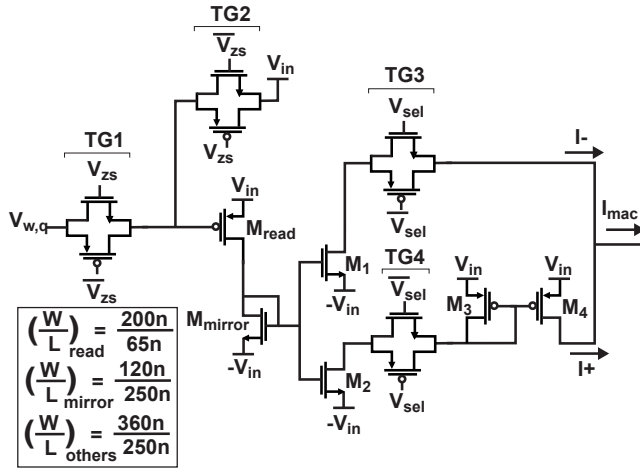 TG2
V̅zs
Vin
Vzs
TG1
Vzs
Vw,q
V̅zs
Vin
Mread
Mmirror
-Vin
TG3
Vsel
V̅sel
M1
-Vin
TG4
V̅sel
Vsel
M2
-Vin
Vin
M3
Vin
M4
I-
Imac
I+
(W/L)read = 200n/65n
(W/L)mirror = 120n/250n
(W/L)others = 360n/250n